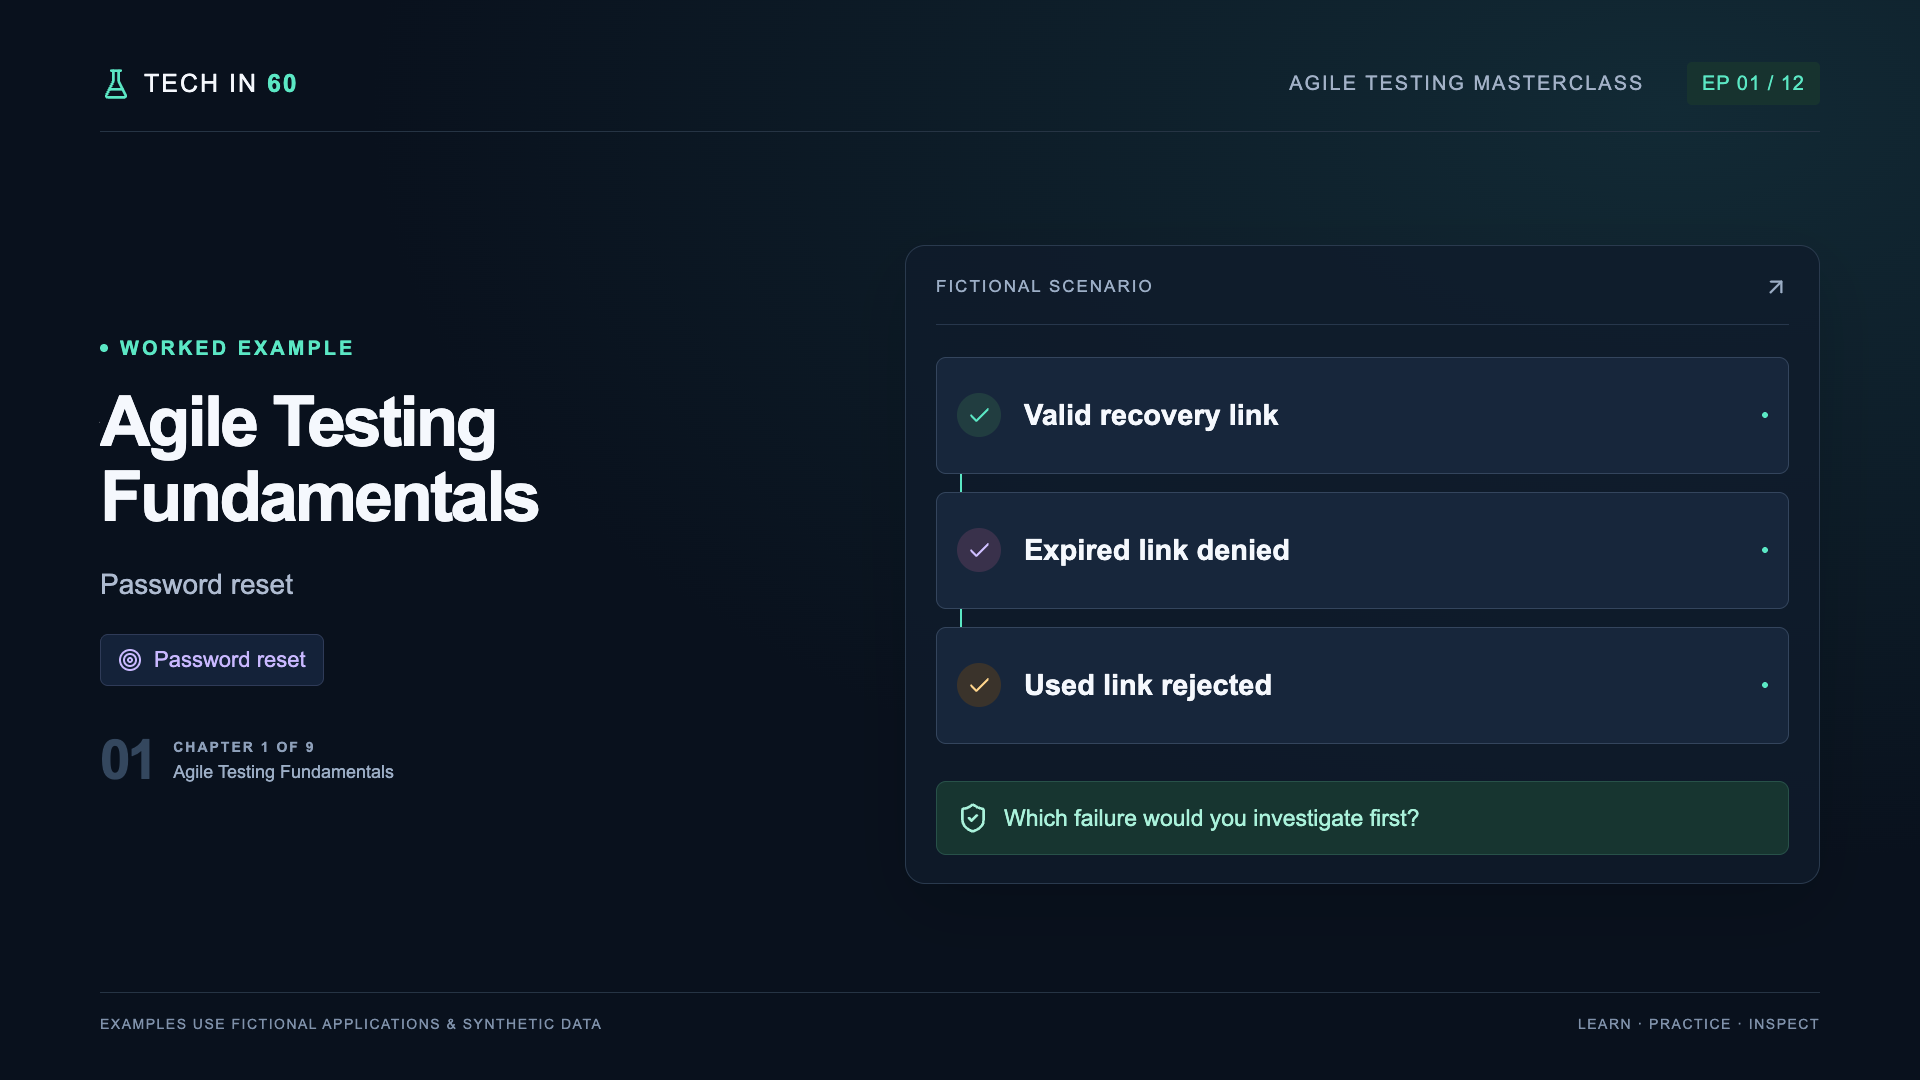 TECH IN 60
AGILE TESTING MASTERCLASS
EP 01 / 12
WORKED EXAMPLE
Agile Testing
Fundamentals
Password reset
Password reset
01
CHAPTER 1 OF 9
Agile Testing Fundamentals
FICTIONAL SCENARIO
Valid recovery link
Expired link denied
Used link rejected
Which failure would you investigate first?
EXAMPLES USE FICTIONAL APPLICATIONS & SYNTHETIC DATA
LEARN · PRACTICE · INSPECT